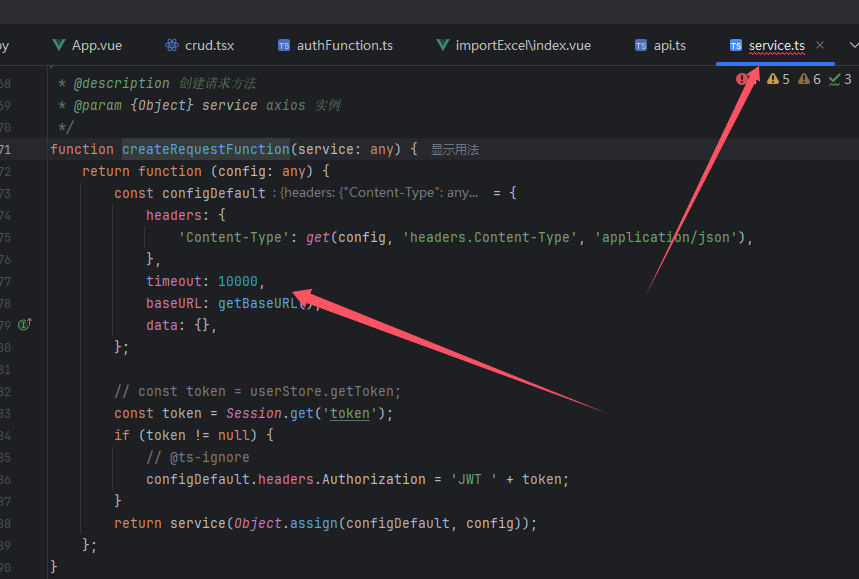 py App.vue crud.tsx authFunction.ts importExcel\index.vue api.ts service.ts
5 6 3
68 * @description 创建请求方法
69 * @param {Object} service axios 实例
70 */
71 function createRequestFunction(service: any) { 显示用法
72 return function (config: any) {
73 const configDefault : {headers: {"Content-Type": any... = {
74 headers: {
75 'Content-Type': get(config, 'headers.Content-Type', 'application/json'),
76 },
77 timeout: 10000,
78 baseURL: getBaseURL(),
79 data: {},
80 };
81
82 // const token = userStore.getToken;
83 const token = Session.get('token');
84 if (token != null) {
85 // @ts-ignore
86 configDefault.headers.Authorization = 'JWT ' + token;
87 }
88 return service(Object.assign(configDefault, config));
89 };
90 }